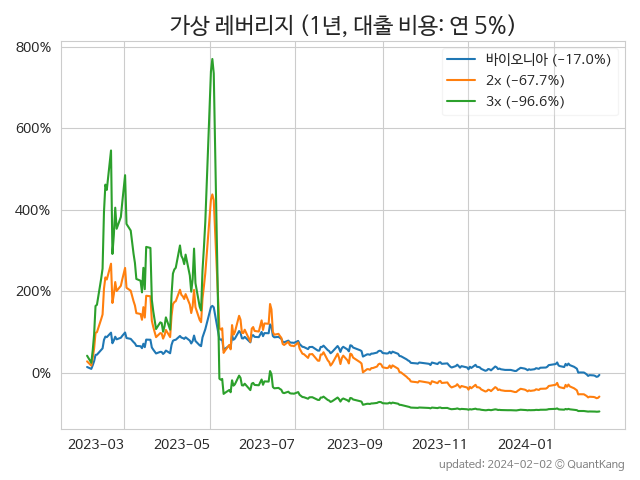 가상 레버리지 (1년, 대출 비용: 연 5%)
800%
600%
400%
200%
0%
바이오니아 (-17.0%)
2x (-67.7%)
3x (-96.6%)
2023-03
2023-05
2023-07
2023-09
2023-11
2024-01
updated: 2024-02-02 © QuantKang